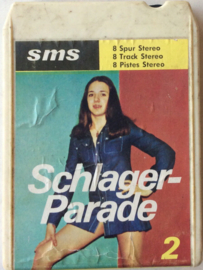 sms
8 Spur Stereo
8 Track Stereo
8 Pistes Stereo
Schlager-
Parade
2